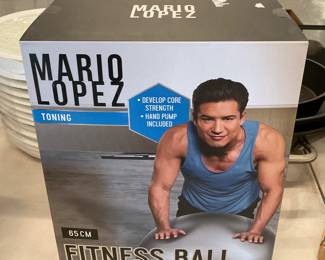 MARIO
LOPEZ
MARIO
LOPEZ
TONING
• DEVELOP CORE
STRENGTH
• HAND PUMP
INCLUDED
65CM
FITNESS BALL